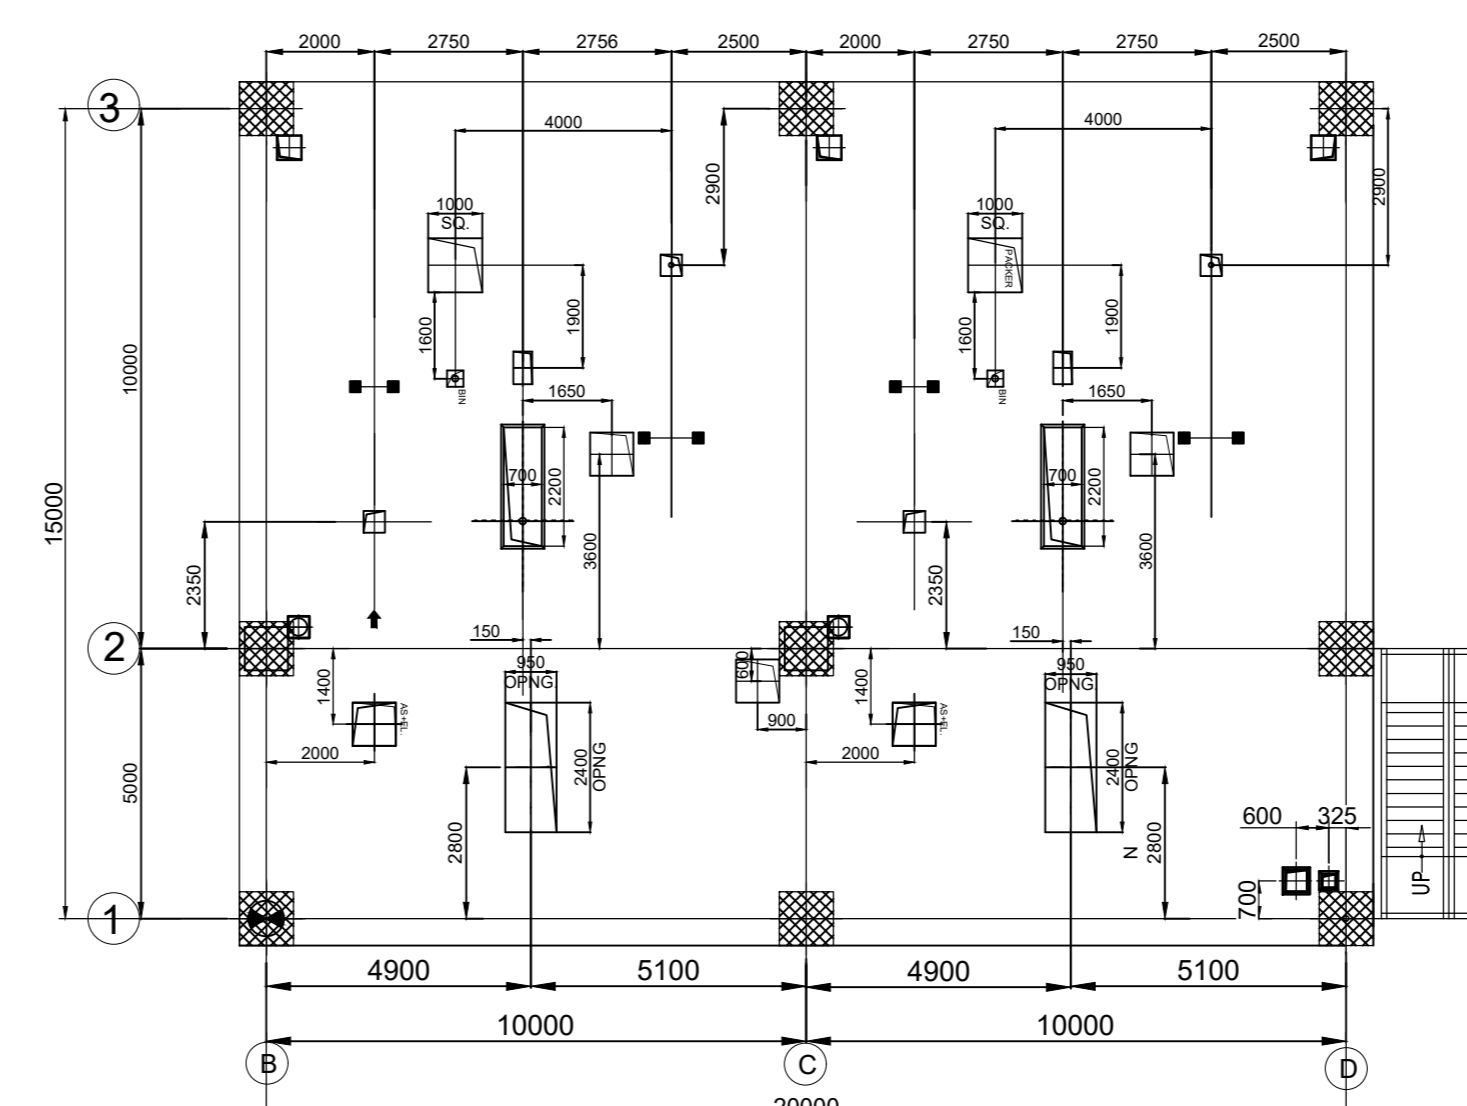 2000 2750 2756 2500 2000 2750 2750 2500
3
4000 4000
2900 2900
1000 1000
SQ. SQ.
PACKER
1900 1900
1600 1600
10000
BIN BIN
1650 1650
700 2200 700 2200
15000
3600 3600
2350 2350 2350
2
150 150
950 600 950
OPNG. OPNG.
1400 1400
AS+EL. AS+EL.
900
2000 2000
2400 OPNG 2400 OPNG
5000
2800 N 2800
600 325
700
UP
1
4900 5100 4900 5100
10000 10000
B C D
20000